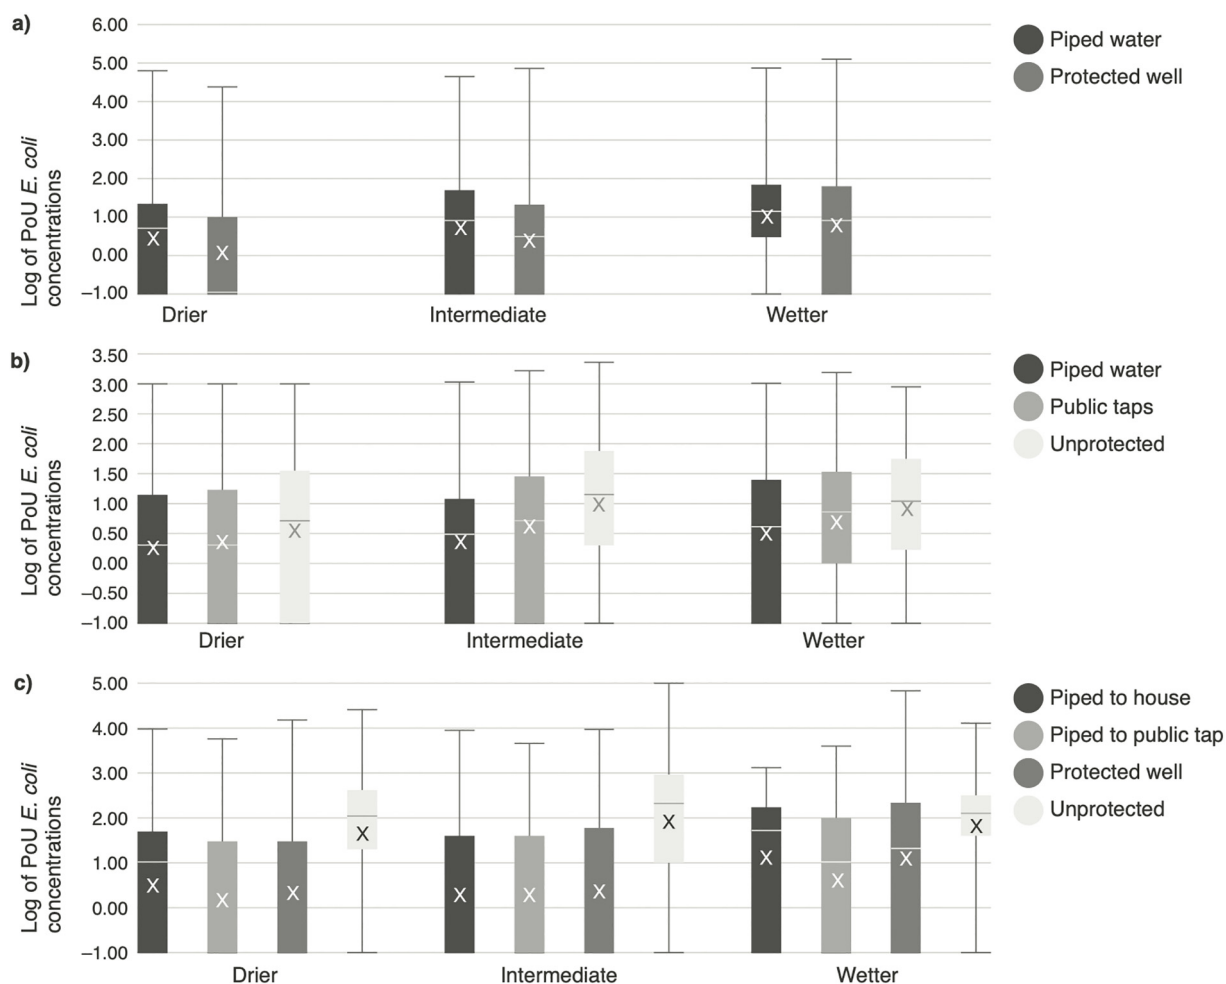 a)
Log of PoU E. coli
concentrations
6.00
5.00
4.00
3.00
2.00
1.00
0.00
–1.00
Drier
Intermediate
Wetter
Piped water
Protected well
b)
Log of PoU E. coli
concentrations
3.50
3.00
2.50
2.00
1.50
1.00
0.50
0.00
–0.50
–1.00
Drier
Intermediate
Wetter
Piped water
Public taps
Unprotected
c)
Log of PoU E. coli
concentrations
5.00
4.00
3.00
2.00
1.00
0.00
–1.00
Drier
Intermediate
Wetter
Piped to house
Piped to public tap
Protected well
Unprotected